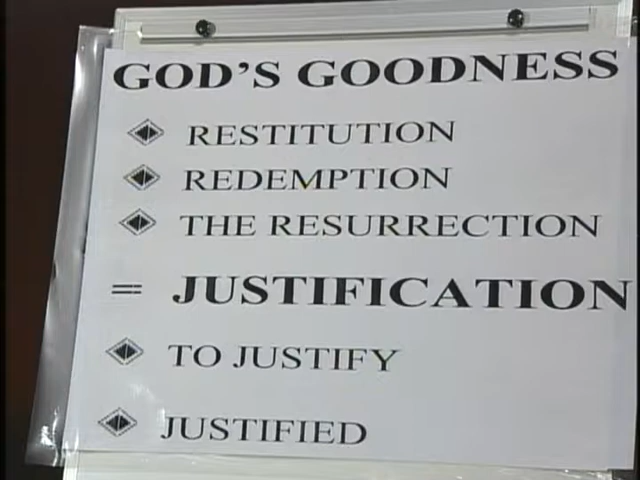 GOD'S GOODNESS
RESTITUTION
REDEMPTION
THE RESURRECTION
= JUSTIFICATION
TO JUSTIFY
JUSTIFIED